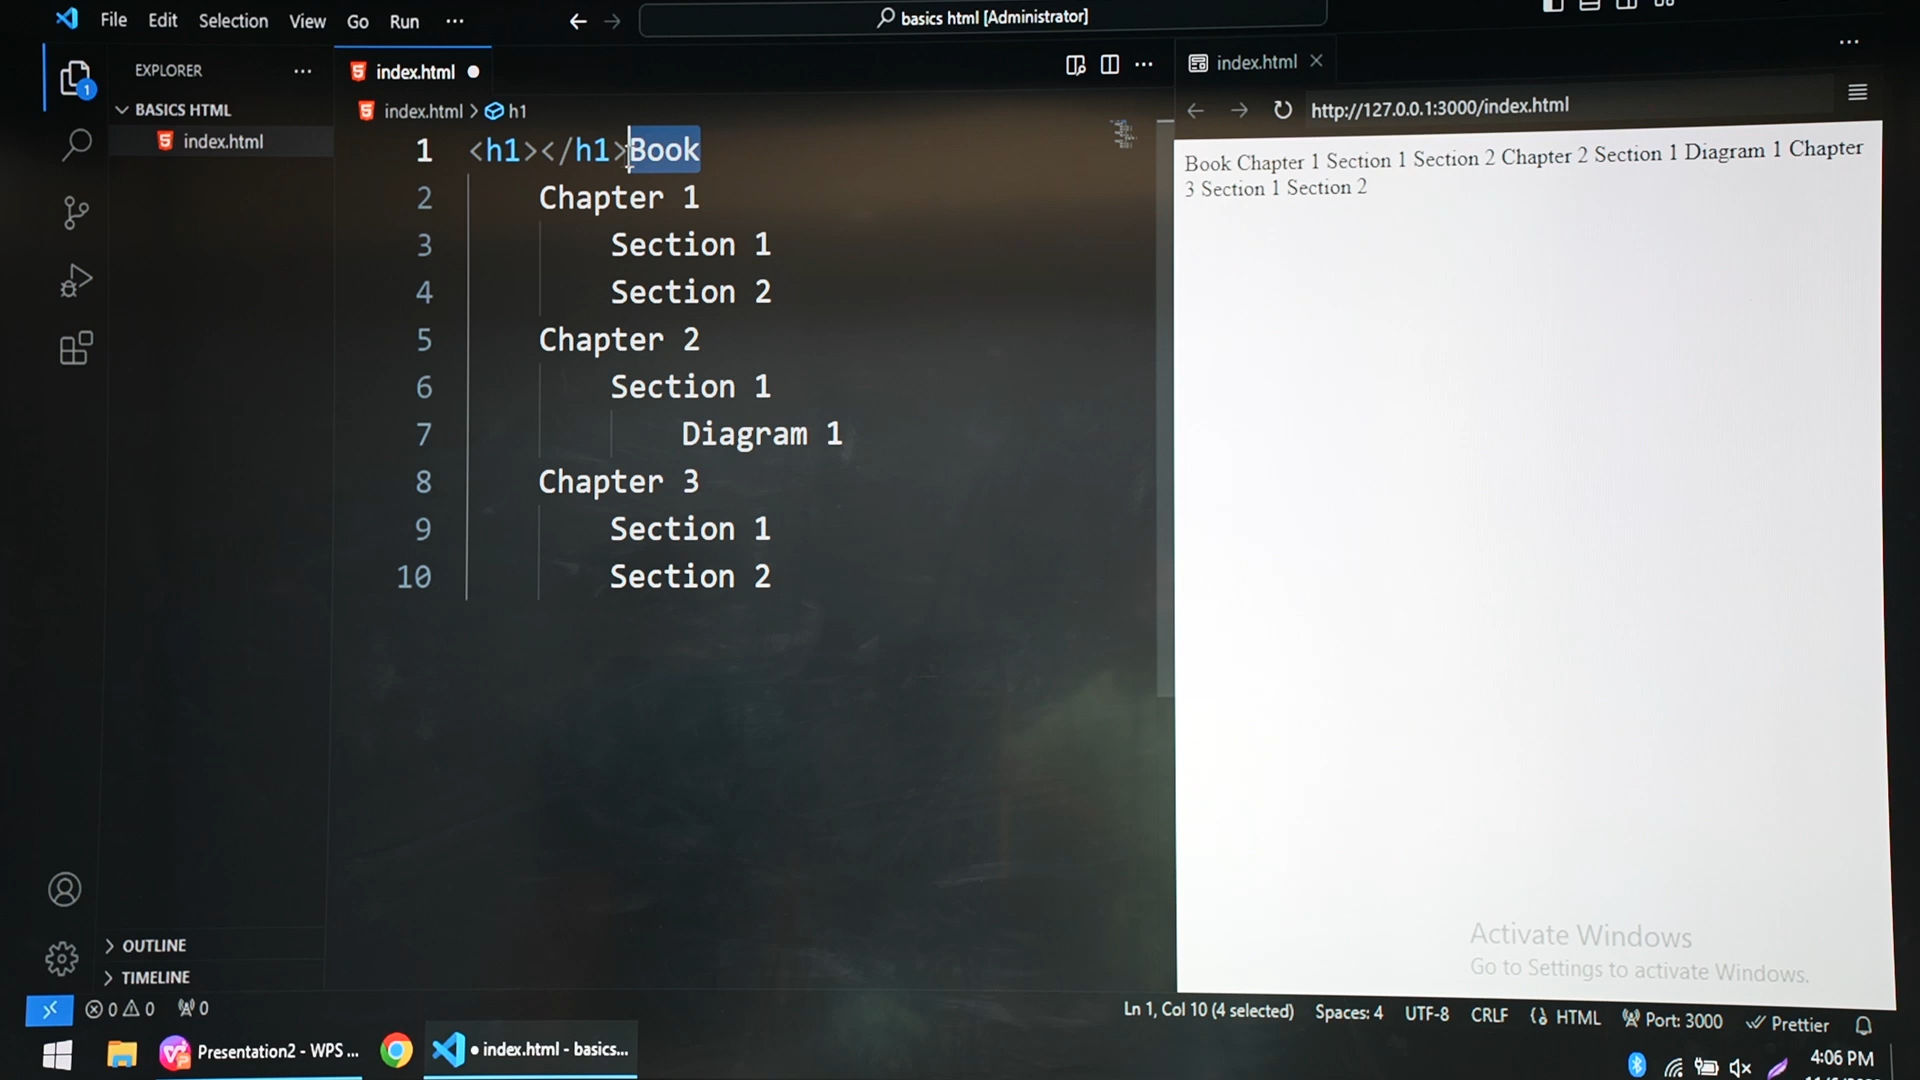 File Edit Selection View Go Run ···
basics html [Administrator]
EXPLORER ···
BASICS HTML
index.html
1
index.html
index.html > h1
1 <h1></h1>Book
2 Chapter 1
3 Section 1
4 Section 2
5 Chapter 2
6 Section 1
7 Diagram 1
8 Chapter 3
9 Section 1
10 Section 2
index.html
http://127.0.0.1:3000/index.html
Book Chapter 1 Section 1 Section 2 Chapter 2 Section 1 Diagram 1 Chapter
3 Section 1 Section 2
Activate Windows
Go to Settings to activate Windows.
OUTLINE
TIMELINE
0 0 0
Ln 1, Col 10 (4 selected) Spaces: 4 UTF-8 CRLF HTML Port: 3000 Prettier
Presentation2 - WPS ...
• index.html - basics...
4:06 PM